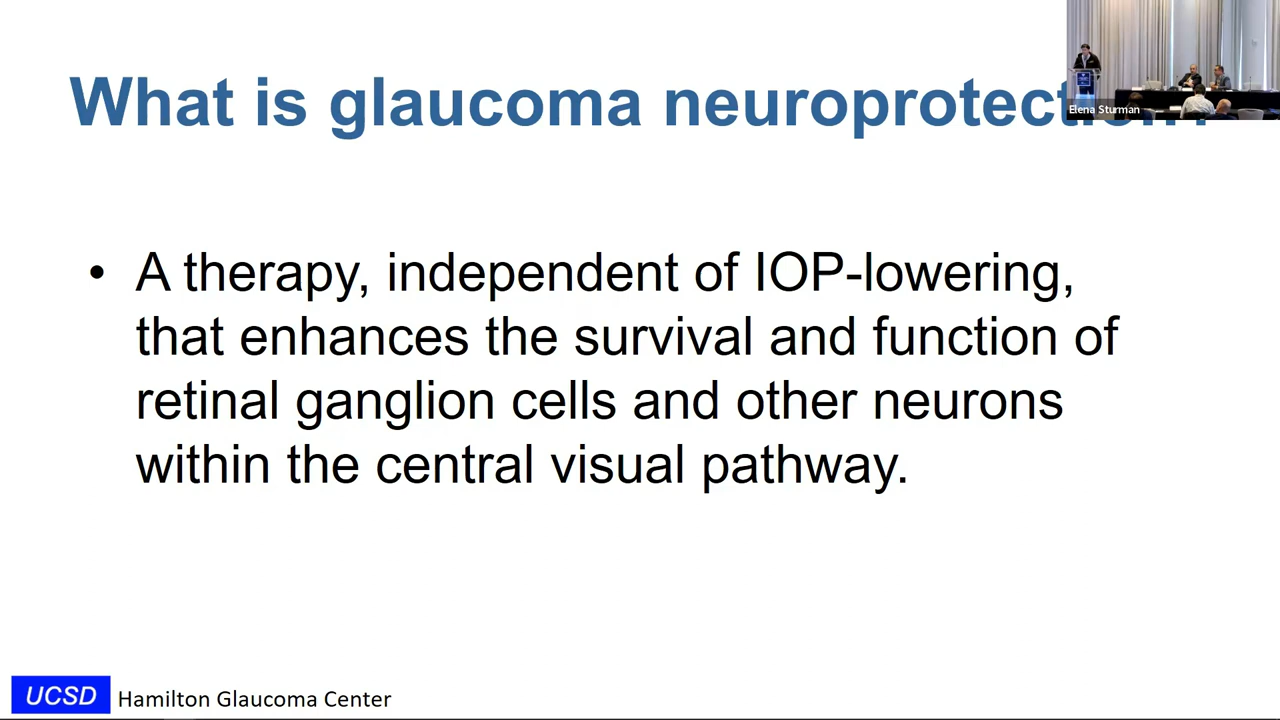 What is glaucoma neuroprotection?
Elena Sturman
• A therapy, independent of IOP-lowering,
that enhances the survival and function of
retinal ganglion cells and other neurons
within the central visual pathway.
UCSD Hamilton Glaucoma Center